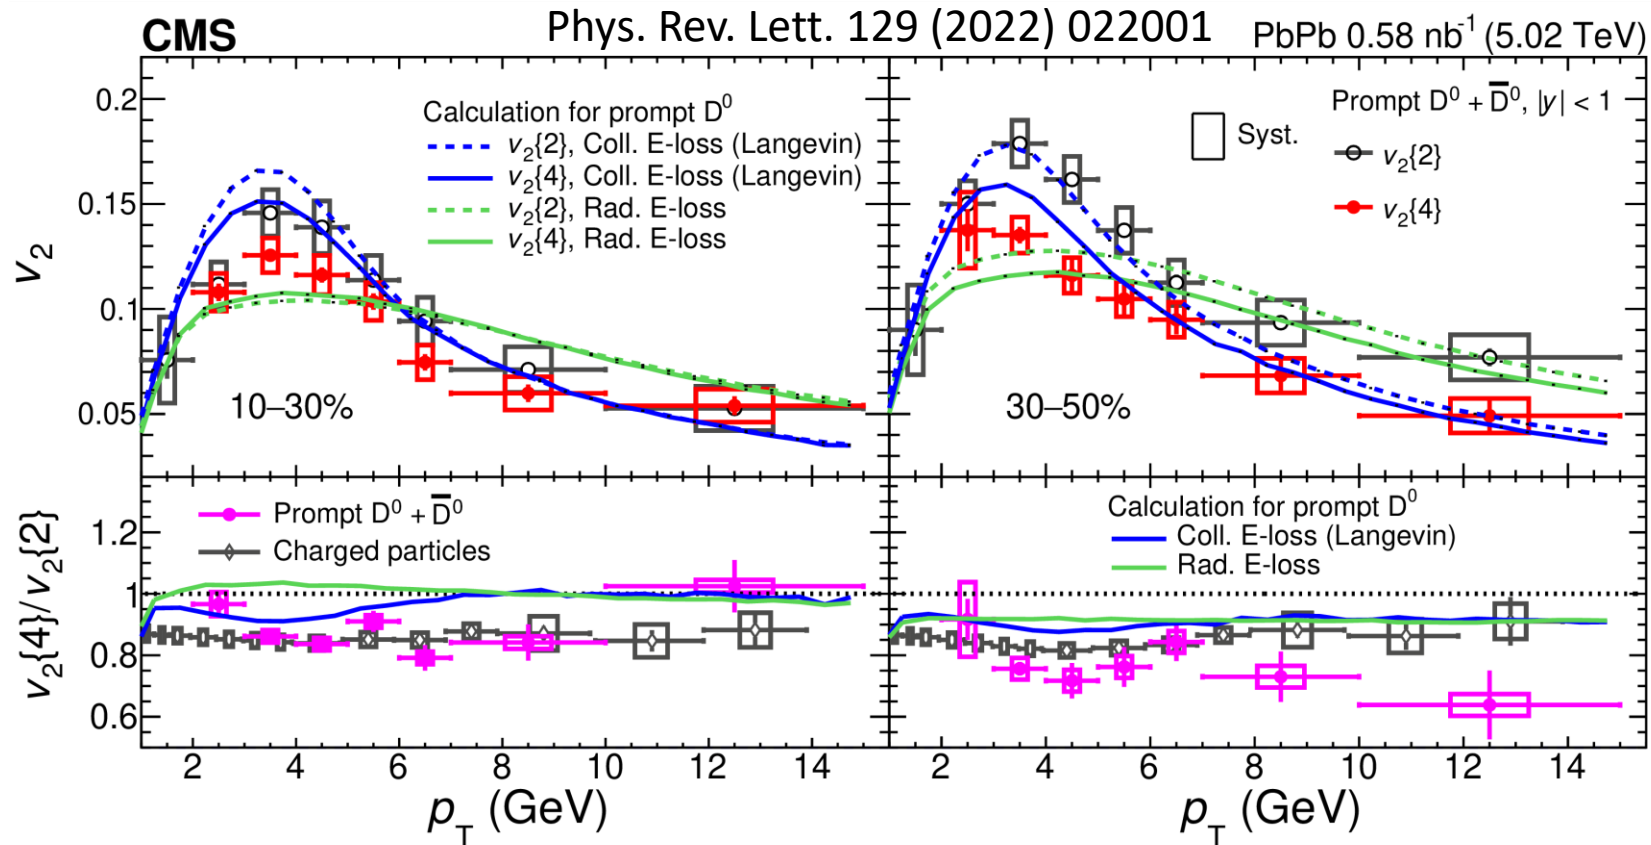 CMS
Phys. Rev. Lett. 129 (2022) 022001
PbPb 0.58 nb⁻¹ (5.02 TeV)
v₂
0.2
0.15
0.1
0.05
Calculation for prompt D⁰
v₂{2}, Coll. E-loss (Langevin)
v₂{4}, Coll. E-loss (Langevin)
v₂{2}, Rad. E-loss
v₂{4}, Rad. E-loss
10–30%
Syst.
Prompt D⁰ + D̅⁰, |y| < 1
v₂{2}
v₂{4}
30–50%
v₂{4}/v₂{2}
1.2
1
0.8
0.6
Prompt D⁰ + D̅⁰
Charged particles
Calculation for prompt D⁰
Coll. E-loss (Langevin)
Rad. E-loss
2 4 6 8 10 12 14
2 4 6 8 10 12 14
p_T (GeV)
p_T (GeV)